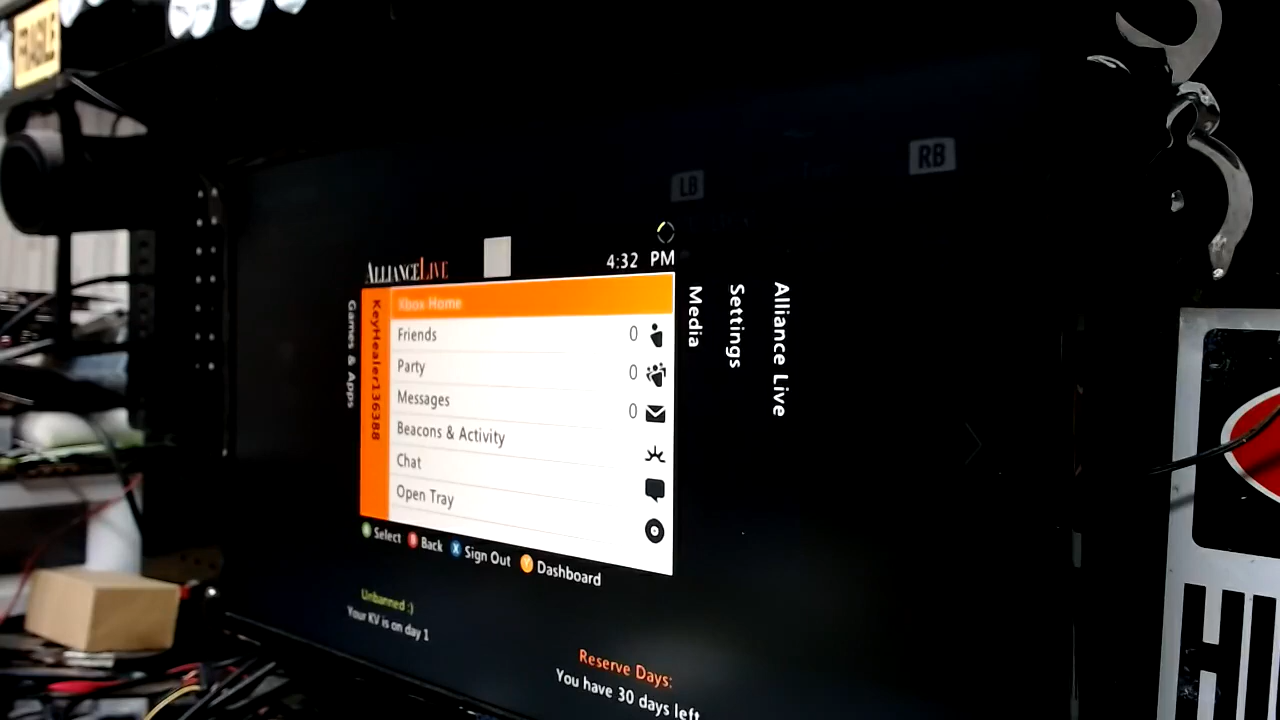 FRAGILE
LB
RB
ALLIANCELIVE
4:32 PM
Games & Apps
KeyHealer136388
Xbox Home
Friends 0
Party 0
Messages 0
Beacons & Activity
Chat
Open Tray
Media
Settings
Alliance Live
A Select B Back X Sign Out Y Dashboard
Unbanned :)
Your KV is on day 1
Reserve Days:
You have 30 days left